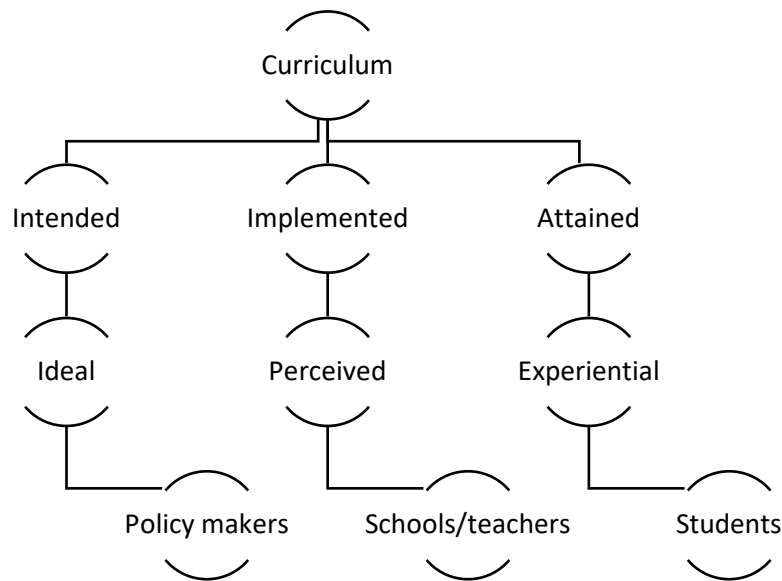 Curriculum
Intended
Implemented
Attained
Ideal
Perceived
Experiential
Policy makers
Schools/teachers
Students